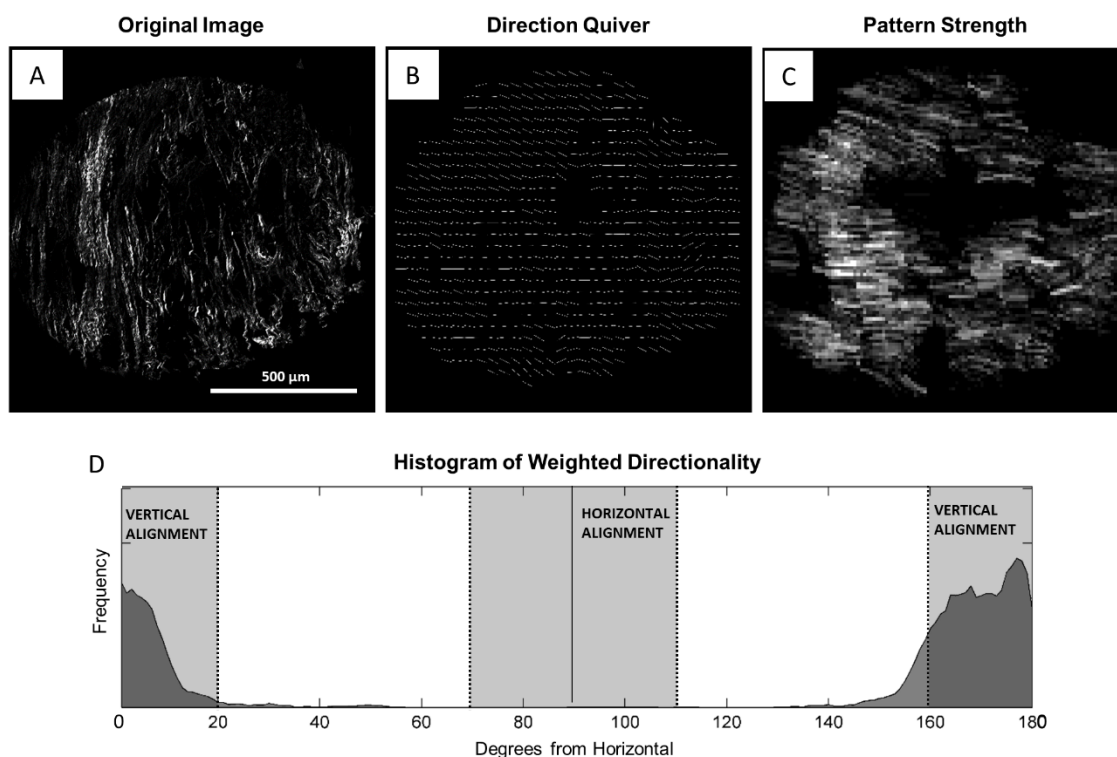 Original Image
Direction Quiver
Pattern Strength
A
B
C
500 µm
D
Histogram of Weighted Directionality
VERTICAL
ALIGNMENT
HORIZONTAL
ALIGNMENT
VERTICAL
ALIGNMENT
Frequency
0 20 40 60 80 100 120 140 160 180 0
Degrees from Horizontal